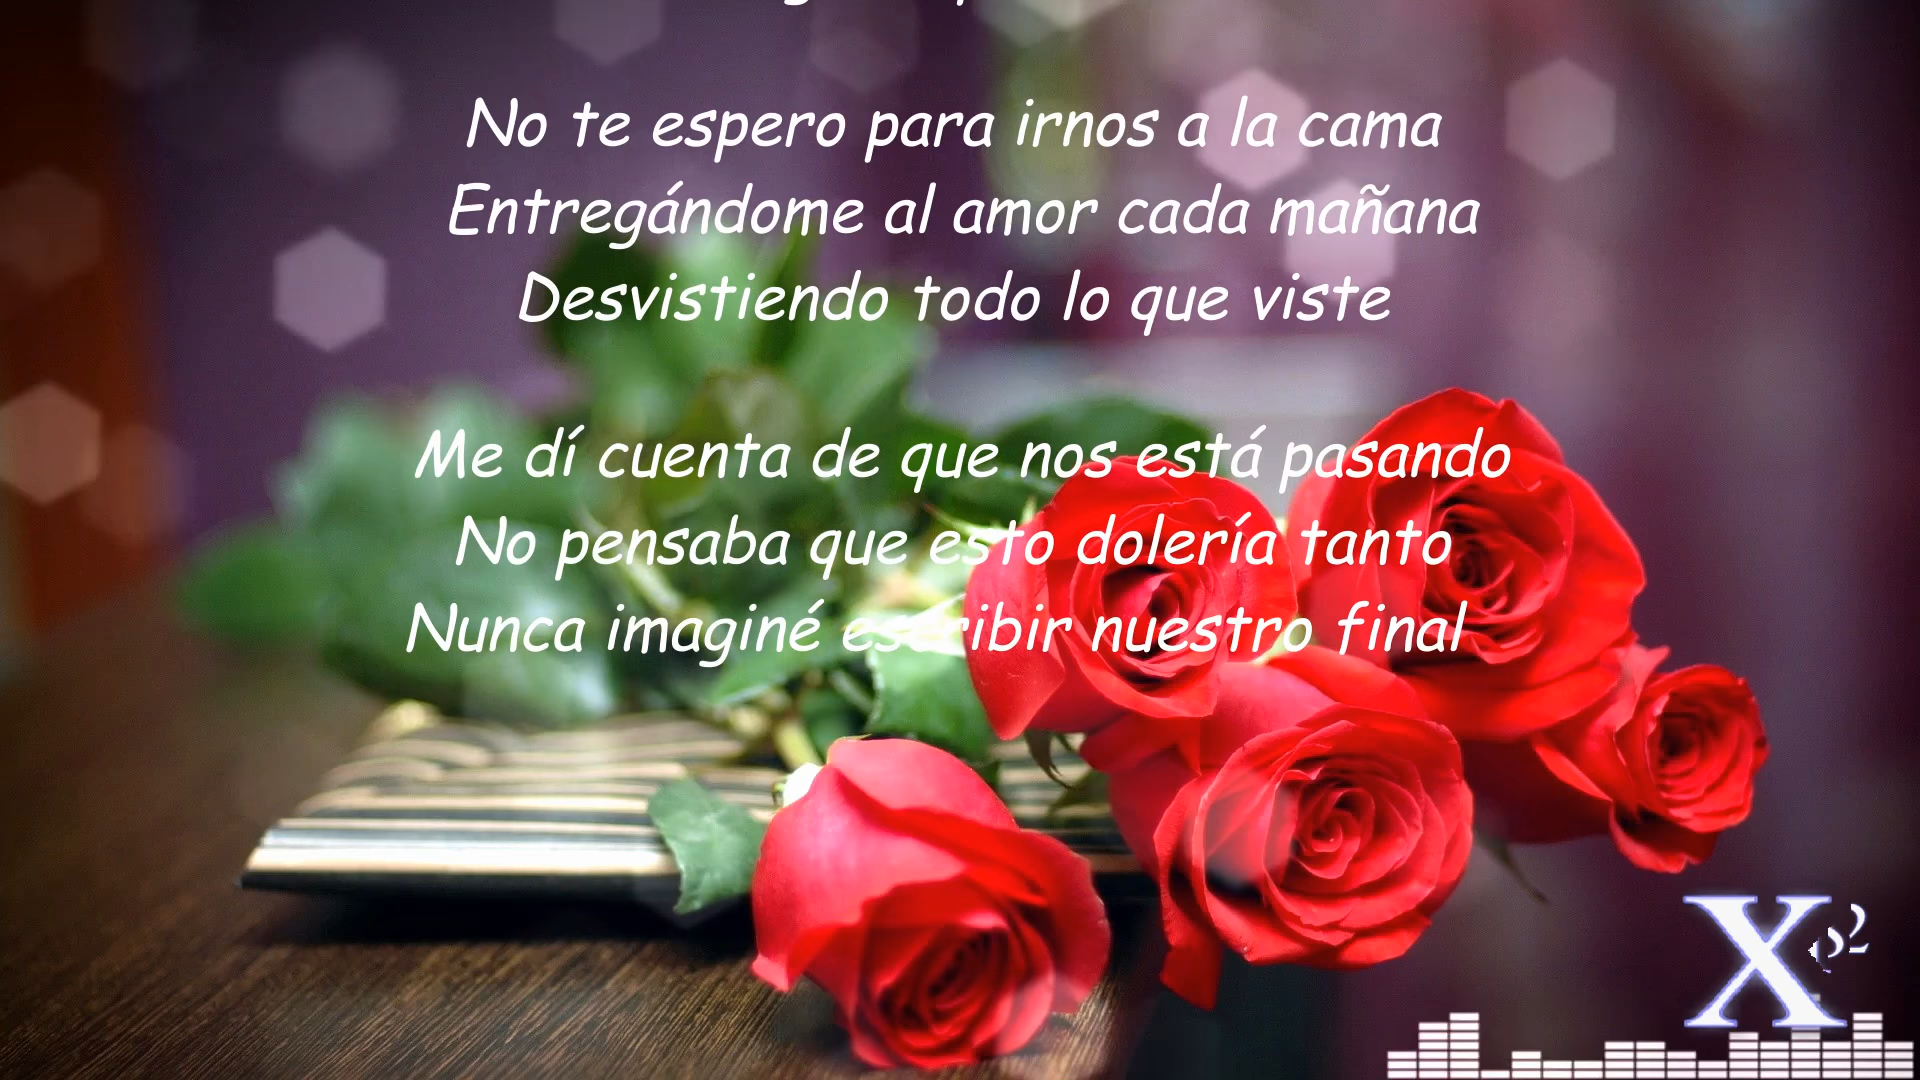 No te espero para irnos a la cama
Entregándome al amor cada mañana
Desvistiendo todo lo que viste
Me dí cuenta de que nos está pasando
No pensaba que esto dolería tanto
Nunca imaginé escribir nuestro final
X